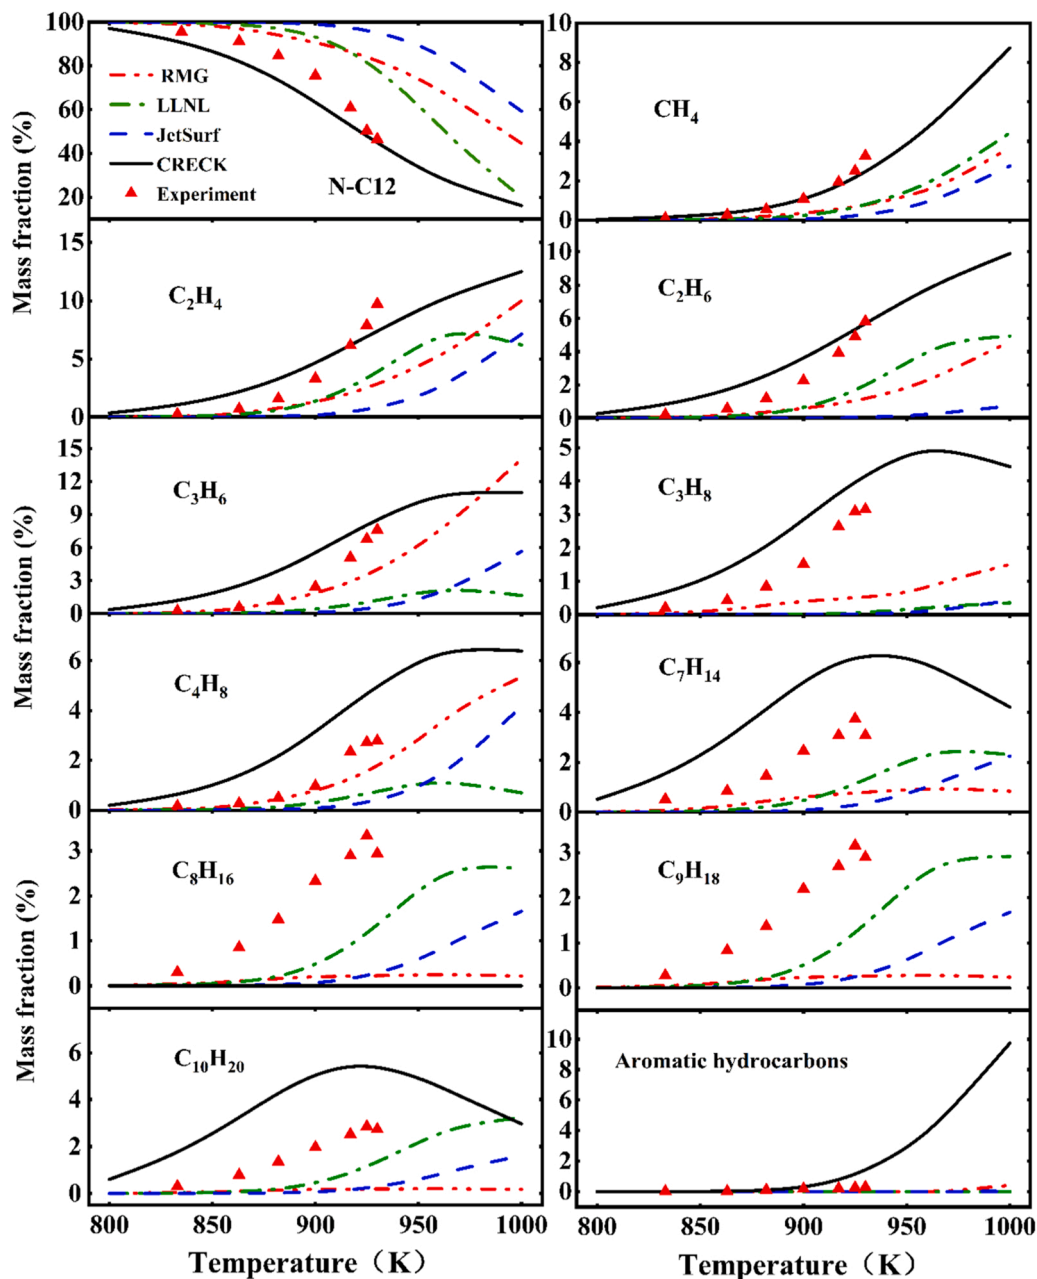 100
80
60
40
20
RMG
LLNL
JetSurf
CRECK
Experiment
N-C12
10
8
6
4
2
0
CH₄
Mass fraction (%)
15
10
5
0
C₂H₄
10
8
6
4
2
0
C₂H₆
15
12
9
6
3
0
C₃H₆
5
4
3
2
1
0
C₃H₈
Mass fraction (%)
6
4
2
0
C₄H₈
6
4
2
0
C₇H₁₄
3
2
1
0
C₈H₁₆
3
2
1
0
C₉H₁₈
Mass fraction (%)
6
4
2
0
C₁₀H₂₀
10
8
6
4
2
0
Aromatic hydrocarbons
800 850 900 950 1000
800 850 900 950 1000
Temperature（K）
Temperature（K）